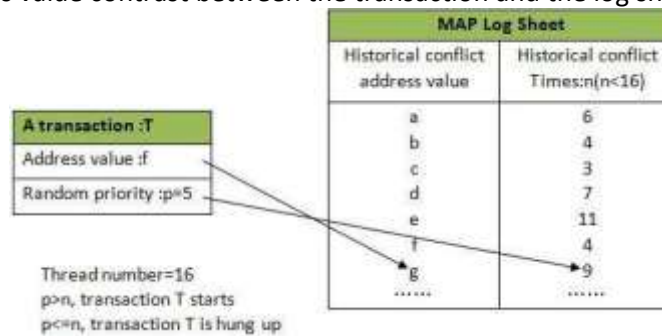 value contrast between the transaction and the log sh
MAP Log Sheet
Historical conflict address value
Historical conflict Times:n(n<16)
a 6
b 4
c 3
d 7
e 11
f 4
g 9
...... ......
A transaction :T
Address value :f
Random priority :p=5
Thread number=16
p>n, transaction T starts
p<=n, transaction T is hung up